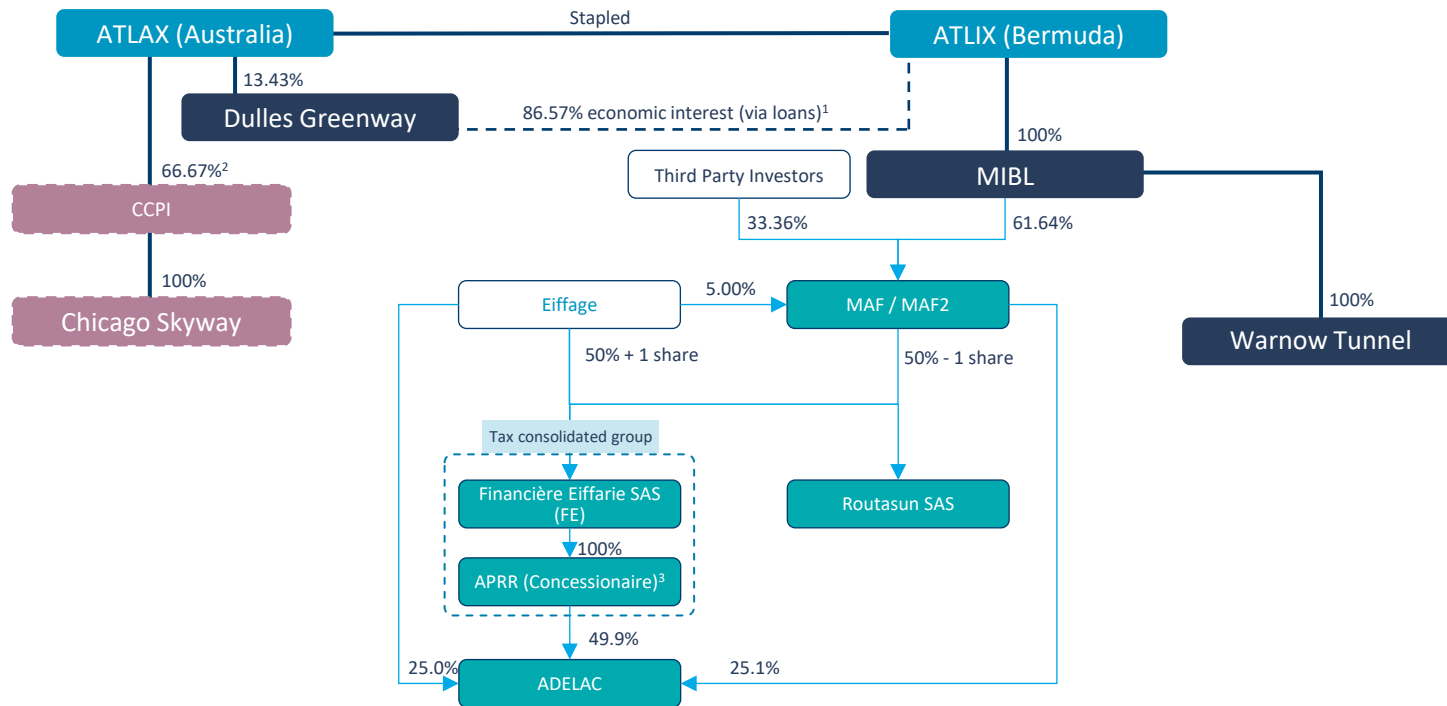 Stapled
ATLAX (Australia)
ATLIX (Bermuda)
13.43%
Dulles Greenway
86.57% economic interest (via loans)¹
100%
66.67%²
Third Party Investors
MIBL
CCPI
33.36%
61.64%
100%
Eiffage
5.00%
MAF / MAF2
100%
Chicago Skyway
Warnow Tunnel
50% + 1 share
50% - 1 share
Tax consolidated group
Financière Eiffarie SAS
(FE)
Routasun SAS
100%
APRR (Concessionaire)³
49.9%
25.0%
ADELAC
25.1%